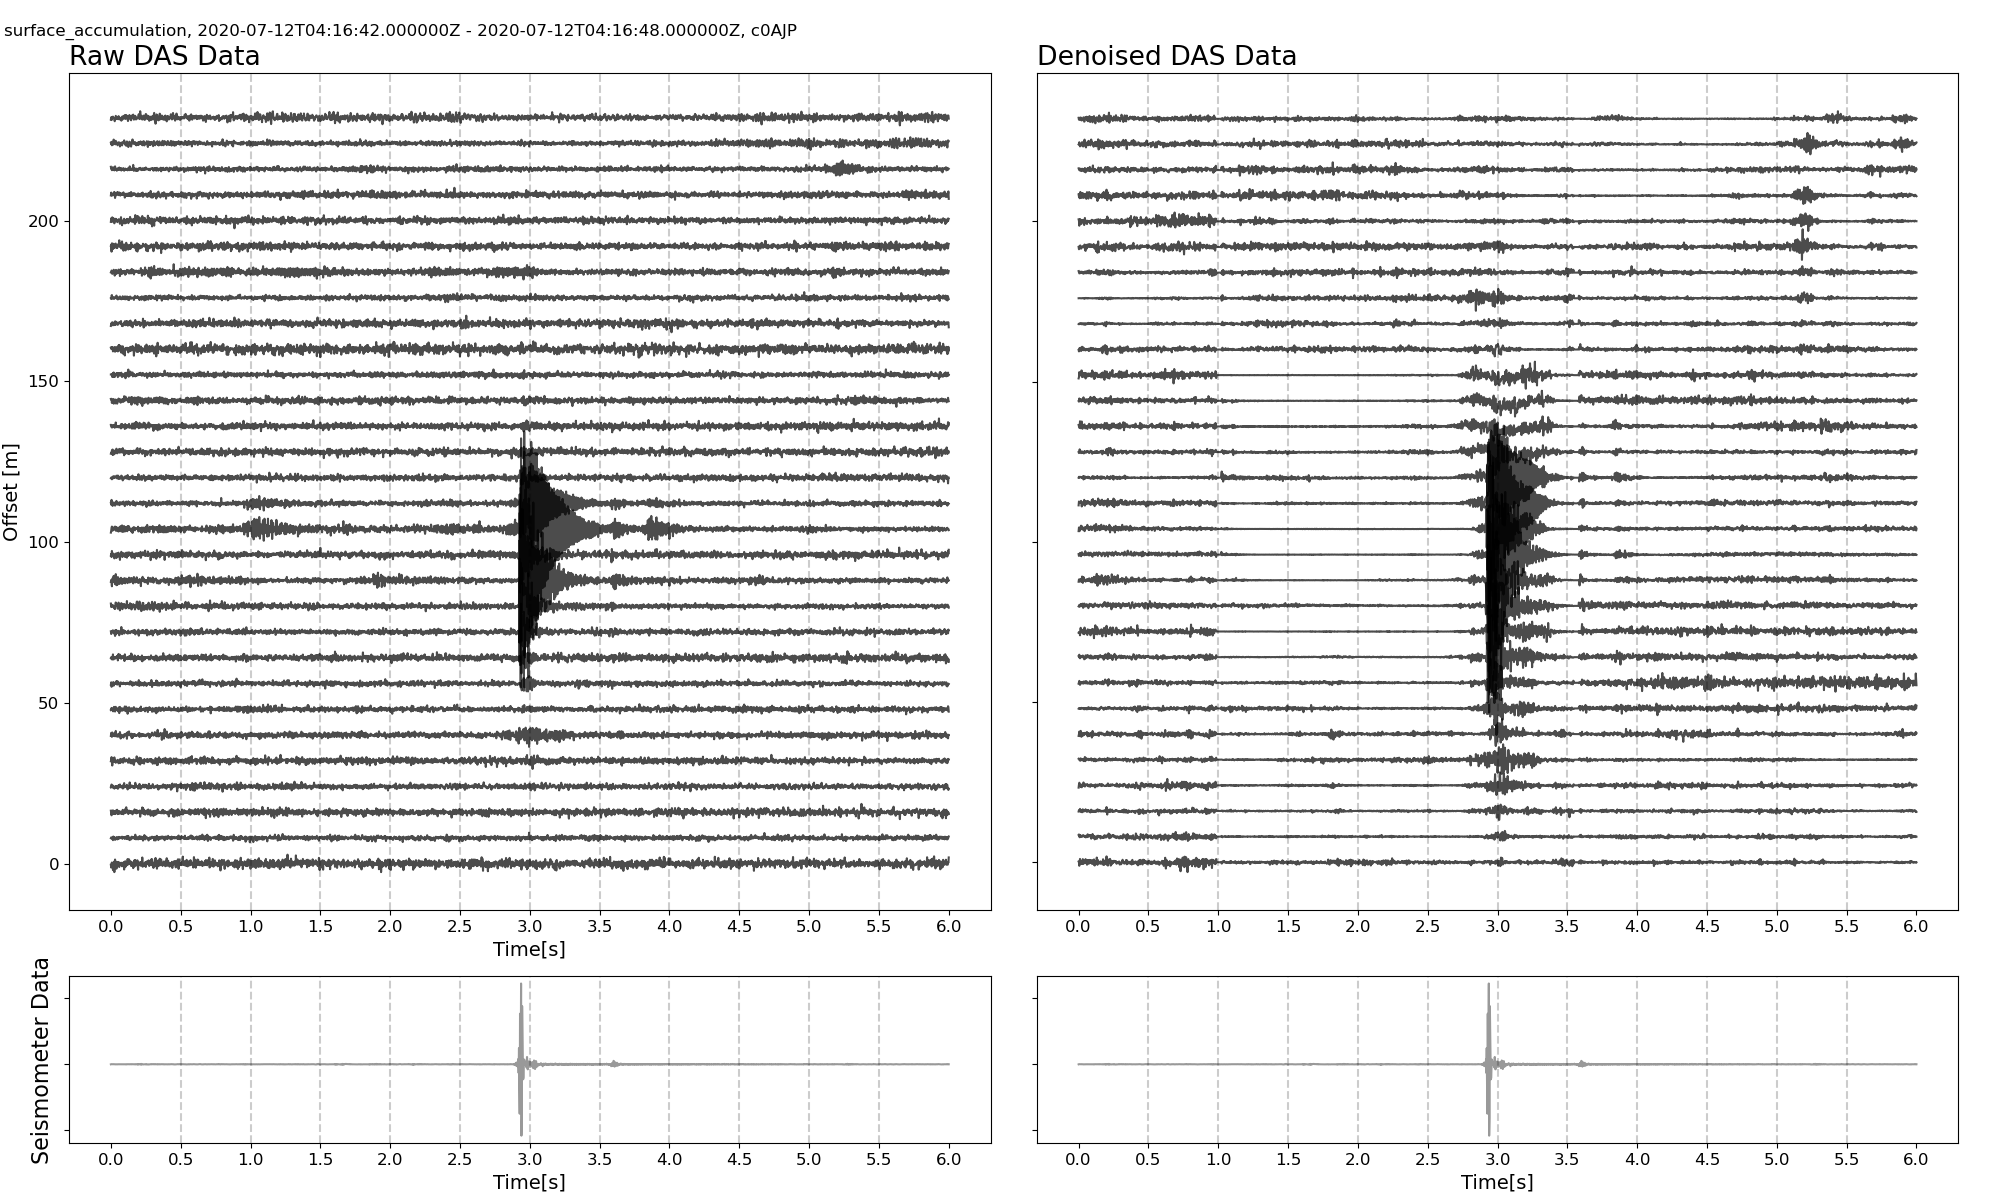 surface_accumulation, 2020-07-12T04:16:42.000000Z - 2020-07-12T04:16:48.000000Z, c0AJP
Raw DAS Data
Denoised DAS Data
Offset [m]
200
150
100
50
0
0.0 0.5 1.0 1.5 2.0 2.5 3.0 3.5 4.0 4.5 5.0 5.5 6.0
Time[s]
0.0 0.5 1.0 1.5 2.0 2.5 3.0 3.5 4.0 4.5 5.0 5.5 6.0
Seismometer Data
0.0 0.5 1.0 1.5 2.0 2.5 3.0 3.5 4.0 4.5 5.0 5.5 6.0
Time[s]
0.0 0.5 1.0 1.5 2.0 2.5 3.0 3.5 4.0 4.5 5.0 5.5 6.0
Time[s]